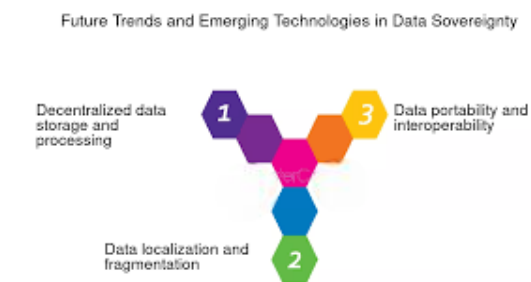 Future Trends and Emerging Technologies in Data Sovereignty
1
Decentralized data
storage and
processing
3
Data portability and
interoperability
Data localization and
fragmentation
2